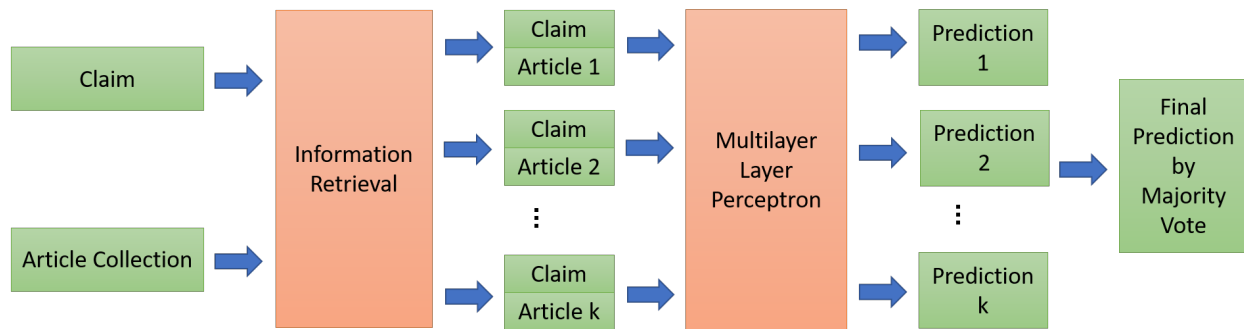 Claim
Article Collection
Information
Retrieval
Claim
Article 1
Claim
Article 2
⋮
Claim
Article k
Multilayer
Layer
Perceptron
Prediction
1
Prediction
2
⋮
Prediction
k
Final
Prediction
by
Majority
Vote